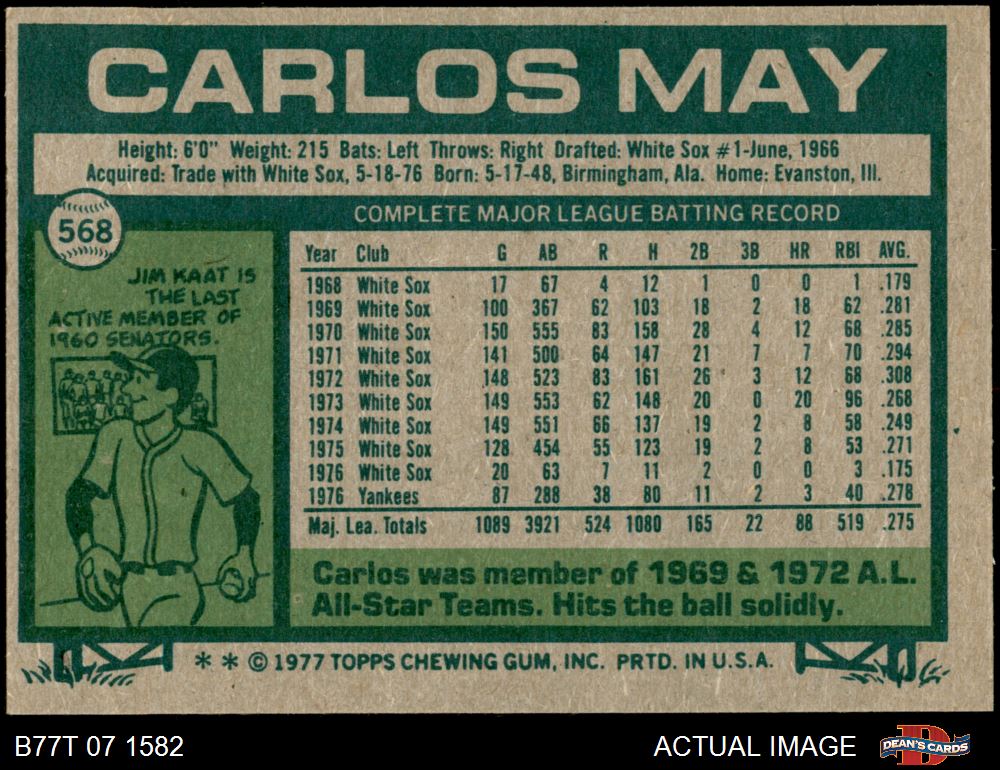 CARLOS MAY
Height: 6'0" Weight: 215 Bats: Left Throws: Right Drafted: White Sox #1-June, 1966
Acquired: Trade with White Sox, 5-18-76 Born: 5-17-48, Birmingham, Ala. Home: Evanston, Ill.
568
COMPLETE MAJOR LEAGUE BATTING RECORD
JIM KAAT IS
THE LAST
ACTIVE MEMBER OF
1960 SENATORS.
Year Club G AB R H 2B 3B HR RBI AVG.
1968 White Sox 17 67 4 12 1 0 0 1 .179
1969 White Sox 100 367 62 103 18 2 18 62 .281
1970 White Sox 150 555 83 158 28 4 12 68 .285
1971 White Sox 141 500 64 147 21 7 7 70 .294
1972 White Sox 148 523 83 161 26 3 12 68 .308
1973 White Sox 149 553 62 148 20 0 20 96 .268
1974 White Sox 149 551 66 137 19 2 8 58 .249
1975 White Sox 128 454 55 123 19 2 8 53 .271
1976 White Sox 20 63 7 11 2 0 0 3 .175
1976 Yankees 87 288 38 80 11 2 3 40 .278
Maj. Lea. Totals 1089 3921 524 1080 165 22 88 519 .275
Carlos was member of 1969 & 1972 A.L.
All-Star Teams. Hits the ball solidly.
* * © 1977 TOPPS CHEWING GUM, INC. PRTD. IN U.S.A.
B77T 07 1582
ACTUAL IMAGE
D
DEAN'S CARDS